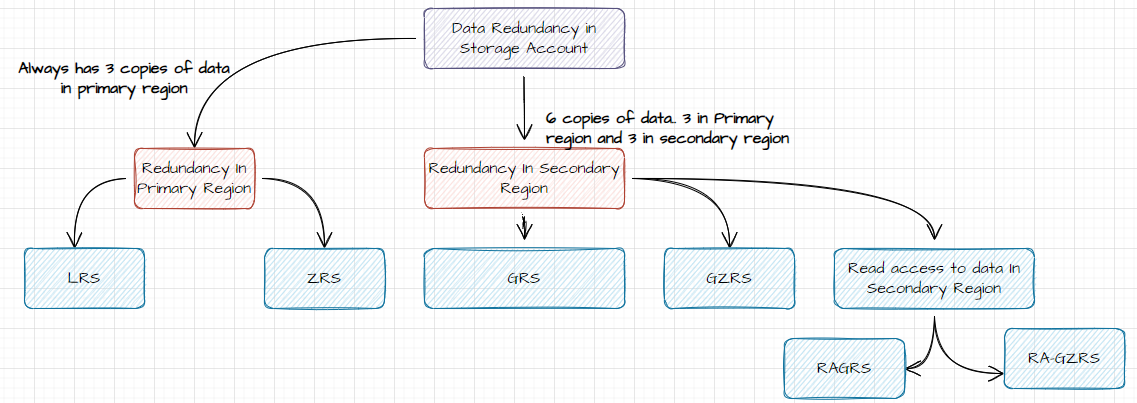 Data Redundancy in
Storage Account
Always has 3 copies of data
in primary region
6 copies of data. 3 in Primary
region and 3 in secondary region
Redundancy In
Primary Region
Redundancy In Secondary
Region
LRS
ZRS
GRS
GZRS
Read access to data In
Secondary Region
RAGRS
RA-GZRS